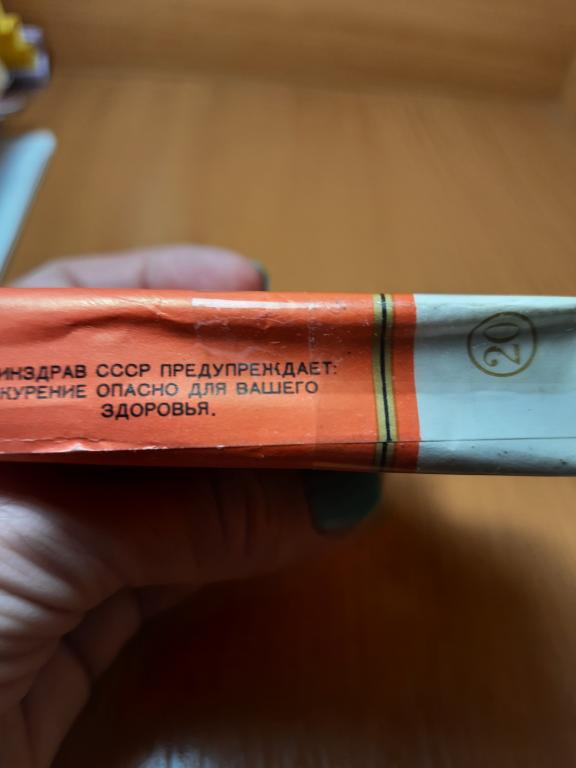 ИНЗДРАВ СССР ПРЕДУПРЕЖДАЕТ:
КУРЕНИЕ ОПАСНО ДЛЯ ВАШЕГО
ЗДОРОВЬЯ.
20